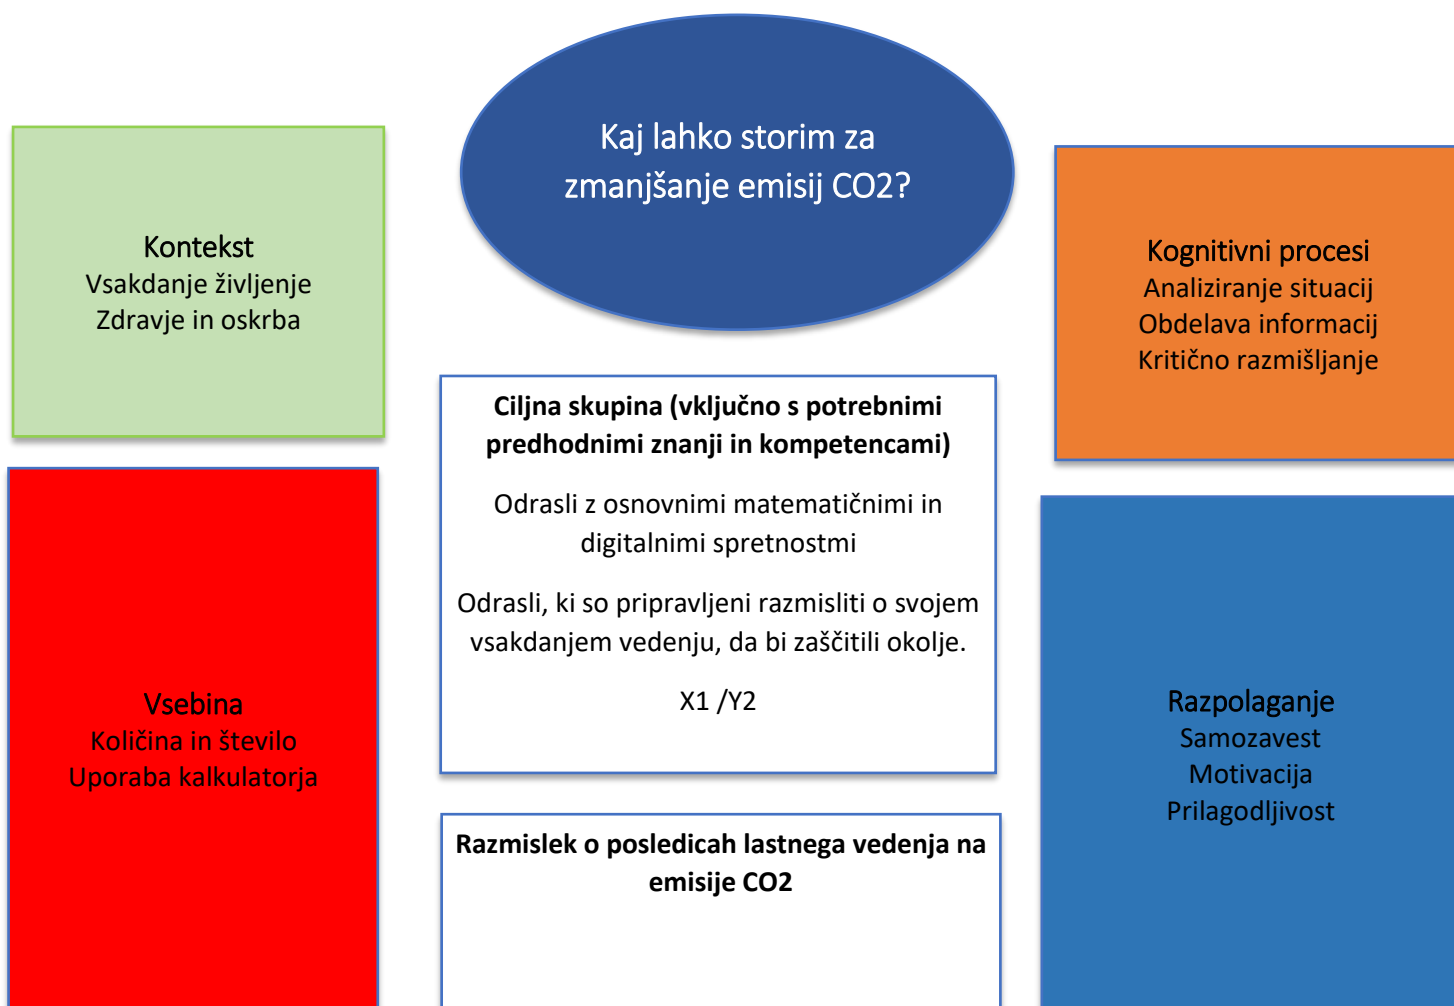 Kaj lahko storim za
zmanjšanje emisij CO2?
Kontekst
Vsakdanje življenje
Zdravje in oskrba
Kognitivni procesi
Analiziranje situacij
Obdelava informacij
Kritično razmišljanje
Ciljna skupina (vključno s potrebnimi
predhodnimi znanji in kompetencami)
Odrasli z osnovnimi matematičnimi in
digitalnimi spretnostmi
Odrasli, ki so pripravljeni razmisliti o svojem
vsakdanjem vedenju, da bi zaščitili okolje.
X1 /Y2
Vsebina
Količina in število
Uporaba kalkulatorja
Razpolaganje
Samozavest
Motivacija
Prilagodljivost
Razmislek o posledicah lastnega vedenja na
emisije CO2